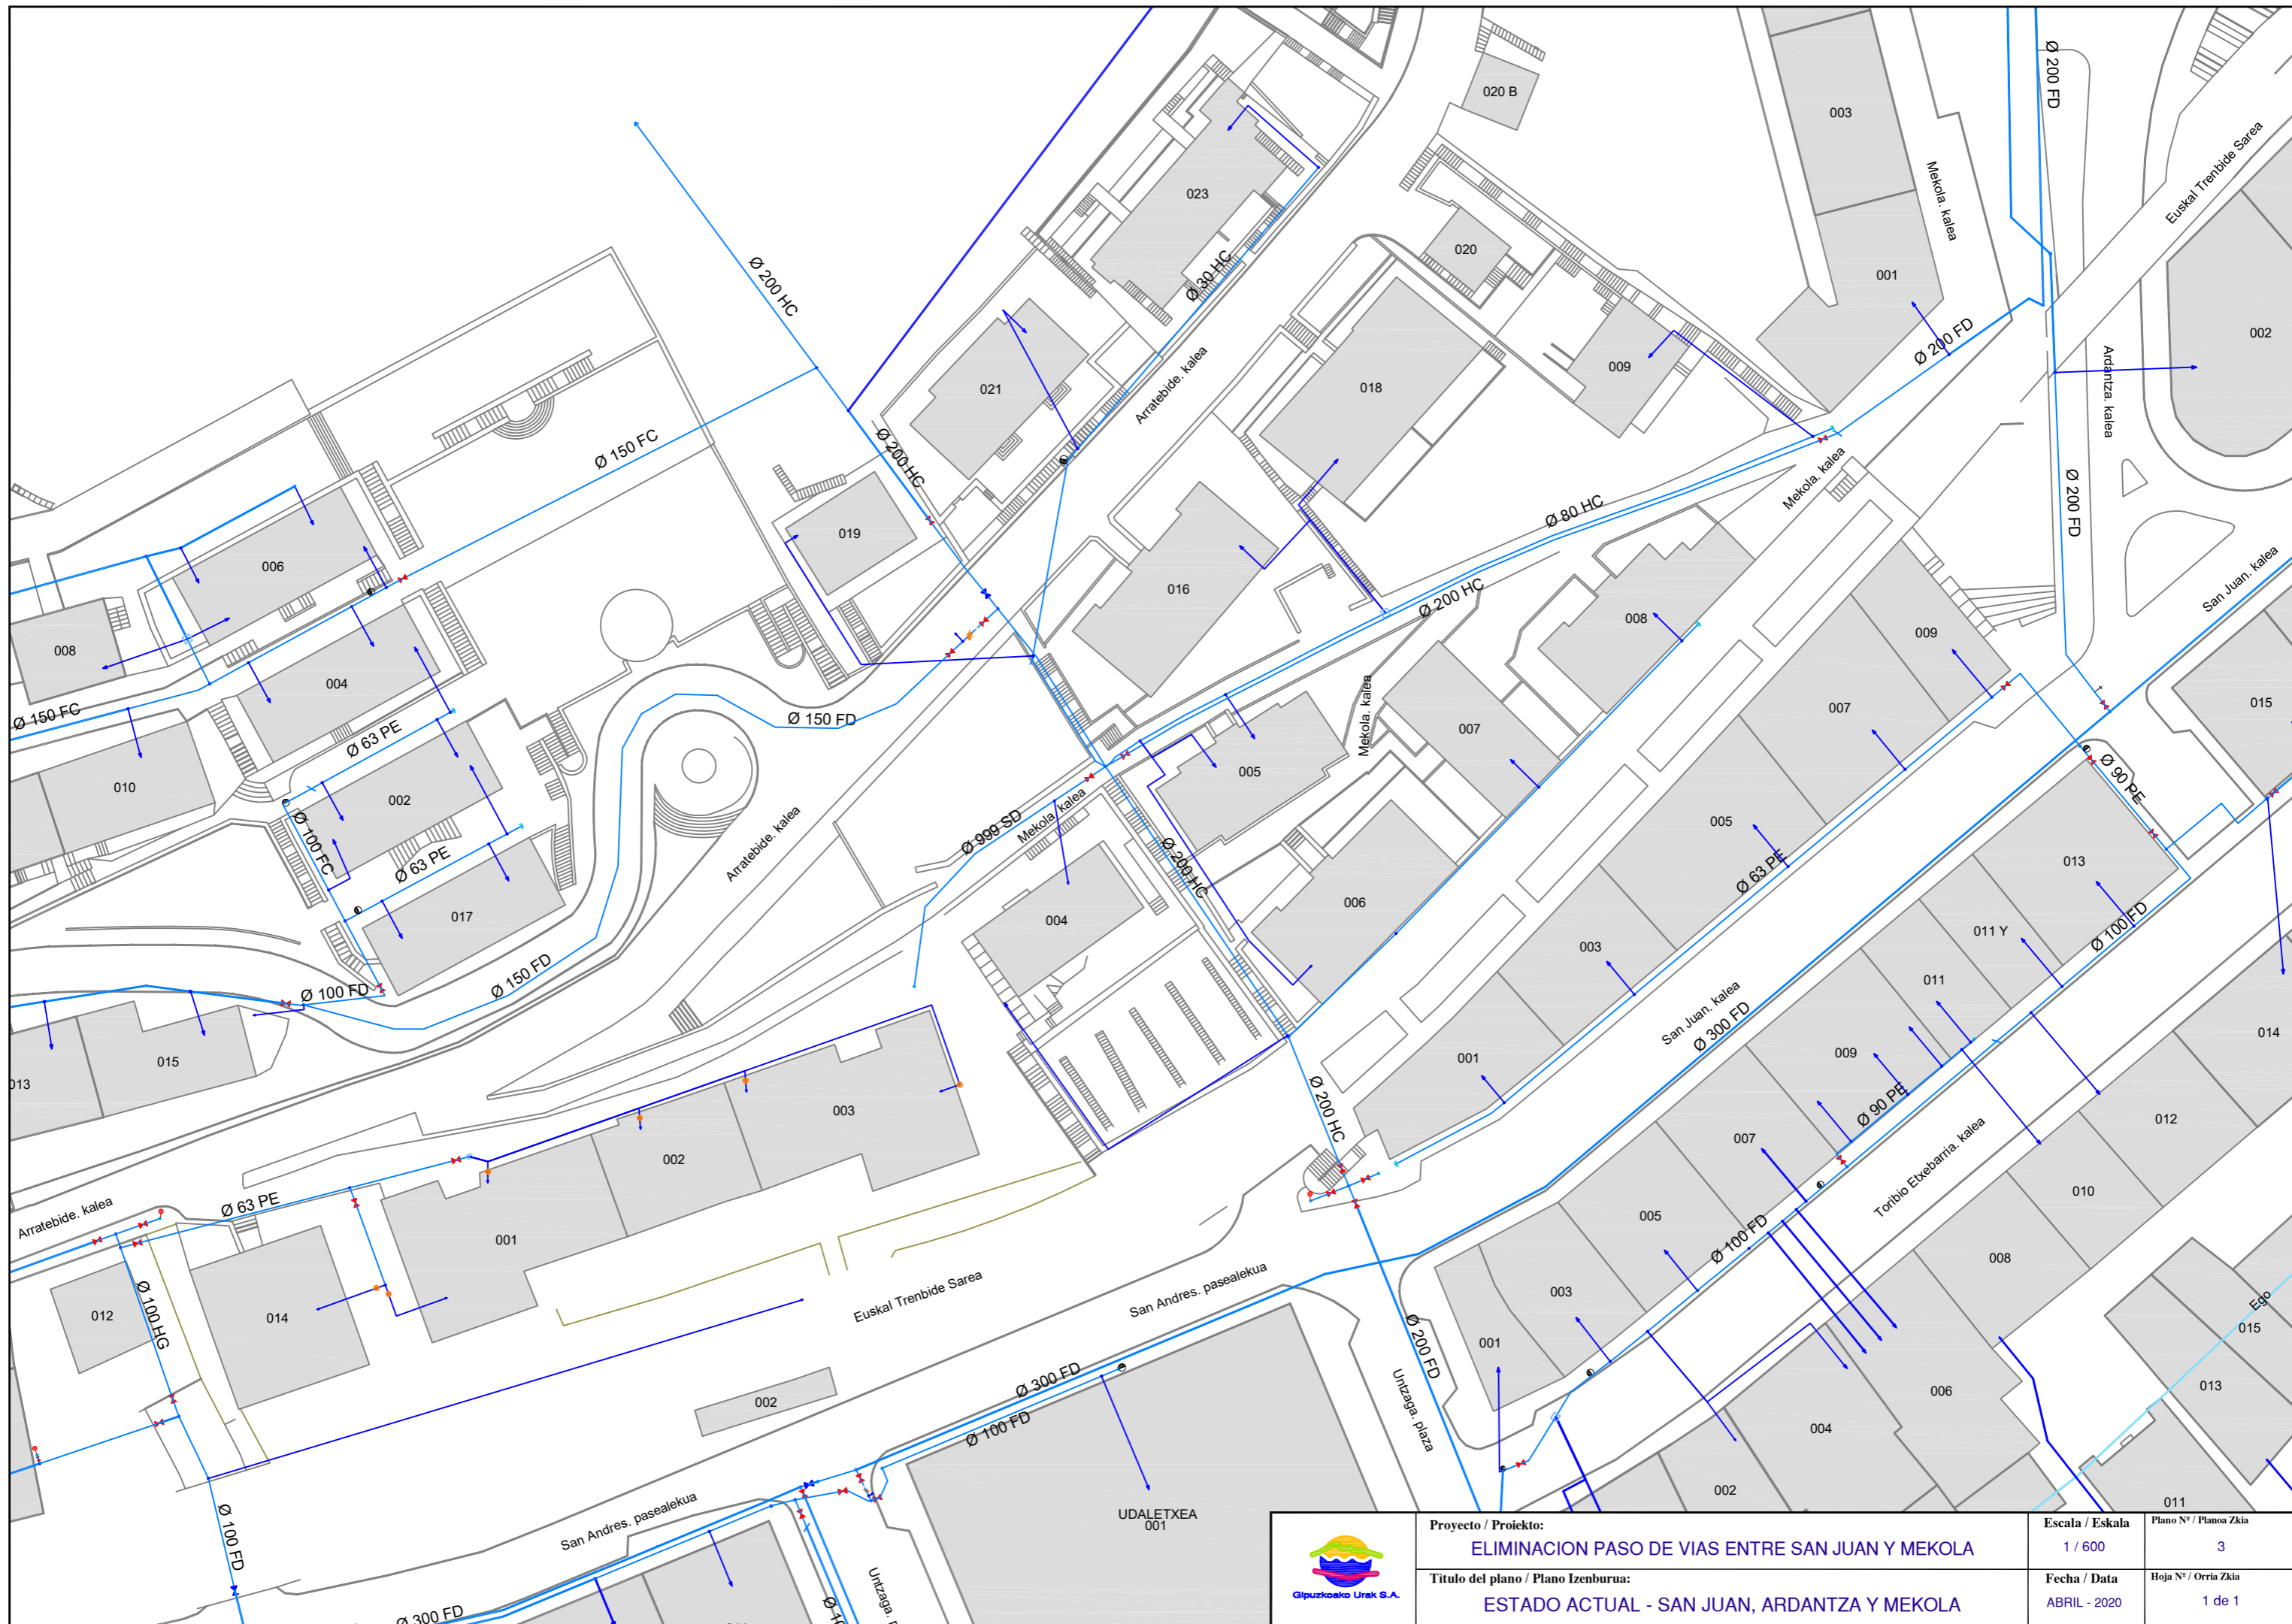 Ø 200 FD
020 B
003
Mekola. kalea
Euskal Trenbide Sarea
023
020
001
002
Ø 200 HC
Ø 30 HC
Ø 200 FD
Ardantza. kalea
021
Arratebide. kalea
018
009
Ø 150 FC
Ø 200 HC
Mekola. kalea
Ø 200 FD
019
Ø 80 HC
006
016
Ø 200 HC
San Juan. kalea
008
008
009
004
015
Ø 150 FC
Ø 63 PE
Ø 150 FD
Mekola. kalea
007
007
010
002
005
Ø 90 PE
Ø 100 FC
Ø 999 SD
Mekola kalea
005
Arratebide. kalea
Ø 63 PE
Ø 200 HC
Ø 63 PE
013
017
004
006
011 Y
Ø 100 FD
003
011
Ø 150 FD
Ø 100 FD
San Juan. kalea
Ø 300 FD
014
015
013
001
009
003
Ø 200 HC
Ø 90 PE
012
002
007
Toribio Etxebarria. kalea
010
Ø 63 PE
Arratebide. kalea
001
005
Ø 100 FD
008
Euskal Trenbide Sarea
San Andres. pasealekua
003
Ego
015
012
014
Ø 100 HG
001
Ø 200 FD
Ø 300 FD
Untzaga. plaza
006
013
002
Ø 100 FD
004
002
011
San Andres. pasealekua
UDALETXEA
001
Ø 100 FD
Ø 300 FD
Gipuzkoako Urak S.A.
Proyecto / Proiekto:
ELIMINACION PASO DE VIAS ENTRE SAN JUAN Y MEKOLA
Escala / Eskala
1 / 600
Plano Nº / Planoa Zkia
3
Titulo del plano / Plano Izenburua:
ESTADO ACTUAL - SAN JUAN, ARDANTZA Y MEKOLA
Fecha / Data
ABRIL - 2020
Hoja Nº / Orria Zkia
1 de 1